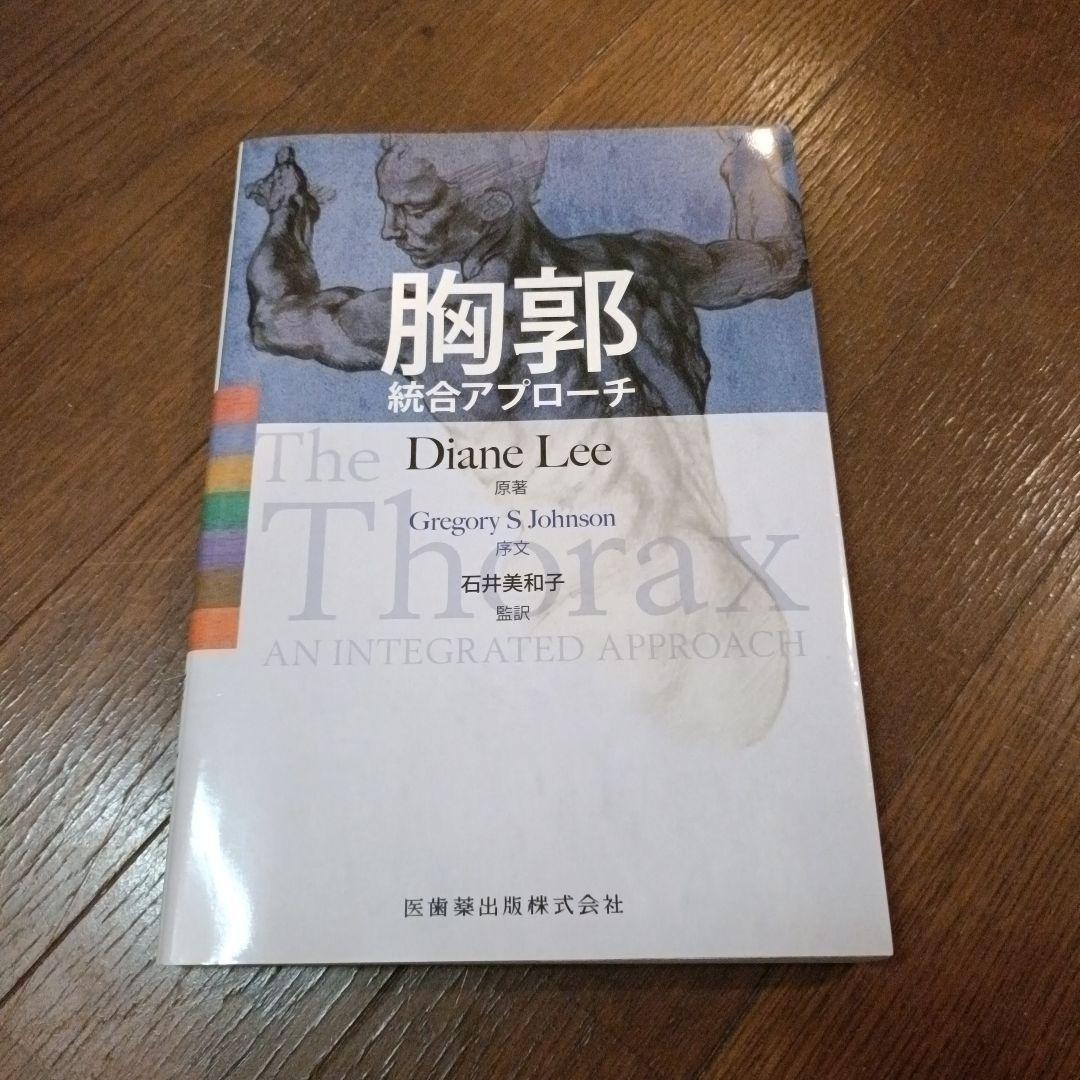 胸郭
統合アプローチ
The
Diane Lee
原著
Thorax
Gregory S Johnson
序文
石井美和子
監訳
AN INTEGRATED APPROACH
医歯薬出版株式会社